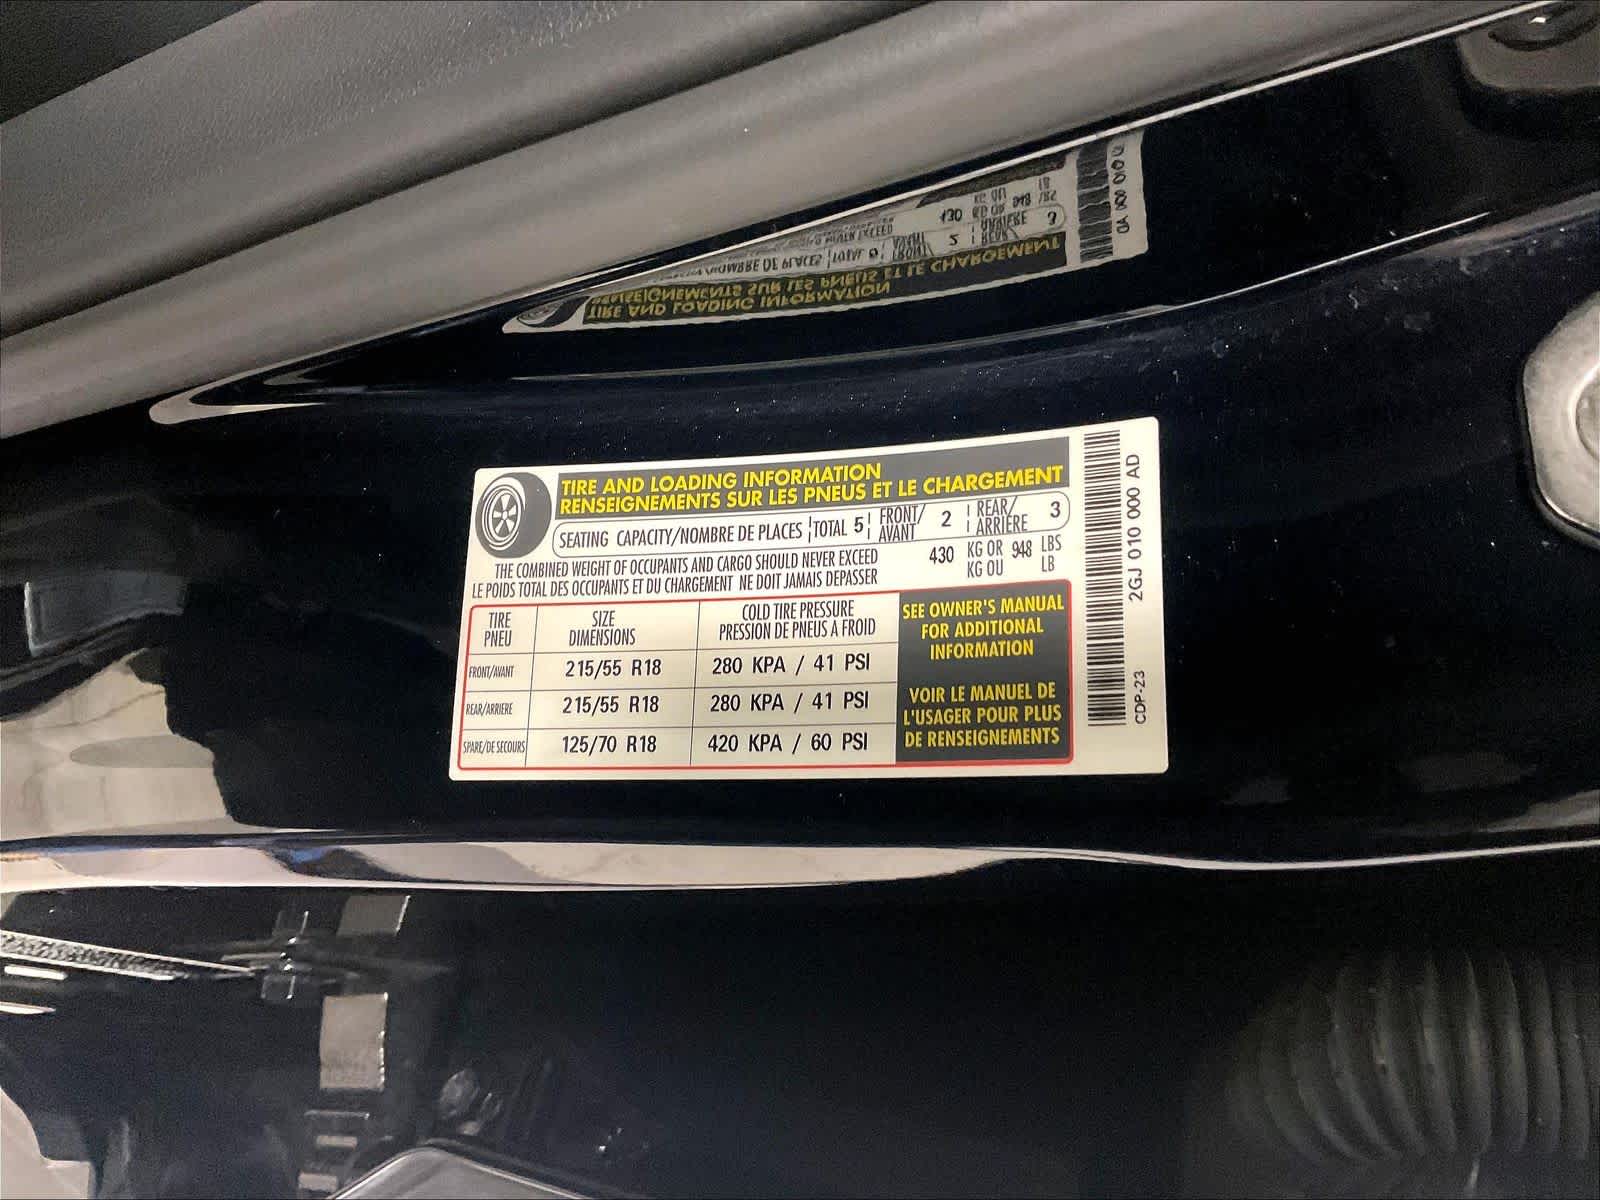 TIRE AND LOADING INFORMATION
RENSEIGNEMENTS SUR LES PNEUS ET LE CHARGEMENT
SEATING CAPACITY/NOMBRE DE PLACES TOTAL 5 FRONT/AVANT 2 REAR/ARRIÈRE 3
THE COMBINED WEIGHT OF OCCUPANTS AND CARGO SHOULD NEVER EXCEED 430 KG OR 948 LBS
LE POIDS TOTAL DES OCCUPANTS ET DU CHARGEMENT NE DOIT JAMAIS DEPASSER KG OU LB
TIRE SIZE COLD TIRE PRESSURE
PNEU DIMENSIONS PRESSION DE PNEUS A FROID
FRONT/AVANT 215/55 R18 280 KPA / 41 PSI
REAR/ARRIERE 215/55 R18 280 KPA / 41 PSI
SPARE/DE SECOURS 125/70 R18 420 KPA / 60 PSI
SEE OWNER'S MANUAL
FOR ADDITIONAL
INFORMATION
VOIR LE MANUEL DE
L'USAGER POUR PLUS
DE RENSEIGNEMENTS
2GJ 010 000 AD
CDP-23